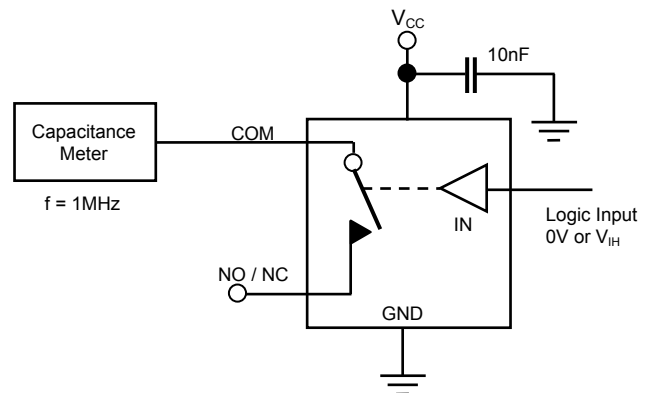 V_CC
10nF
Capacitance
Meter
COM
f = 1MHz
IN
Logic Input
0V or V_IH
NO / NC
GND